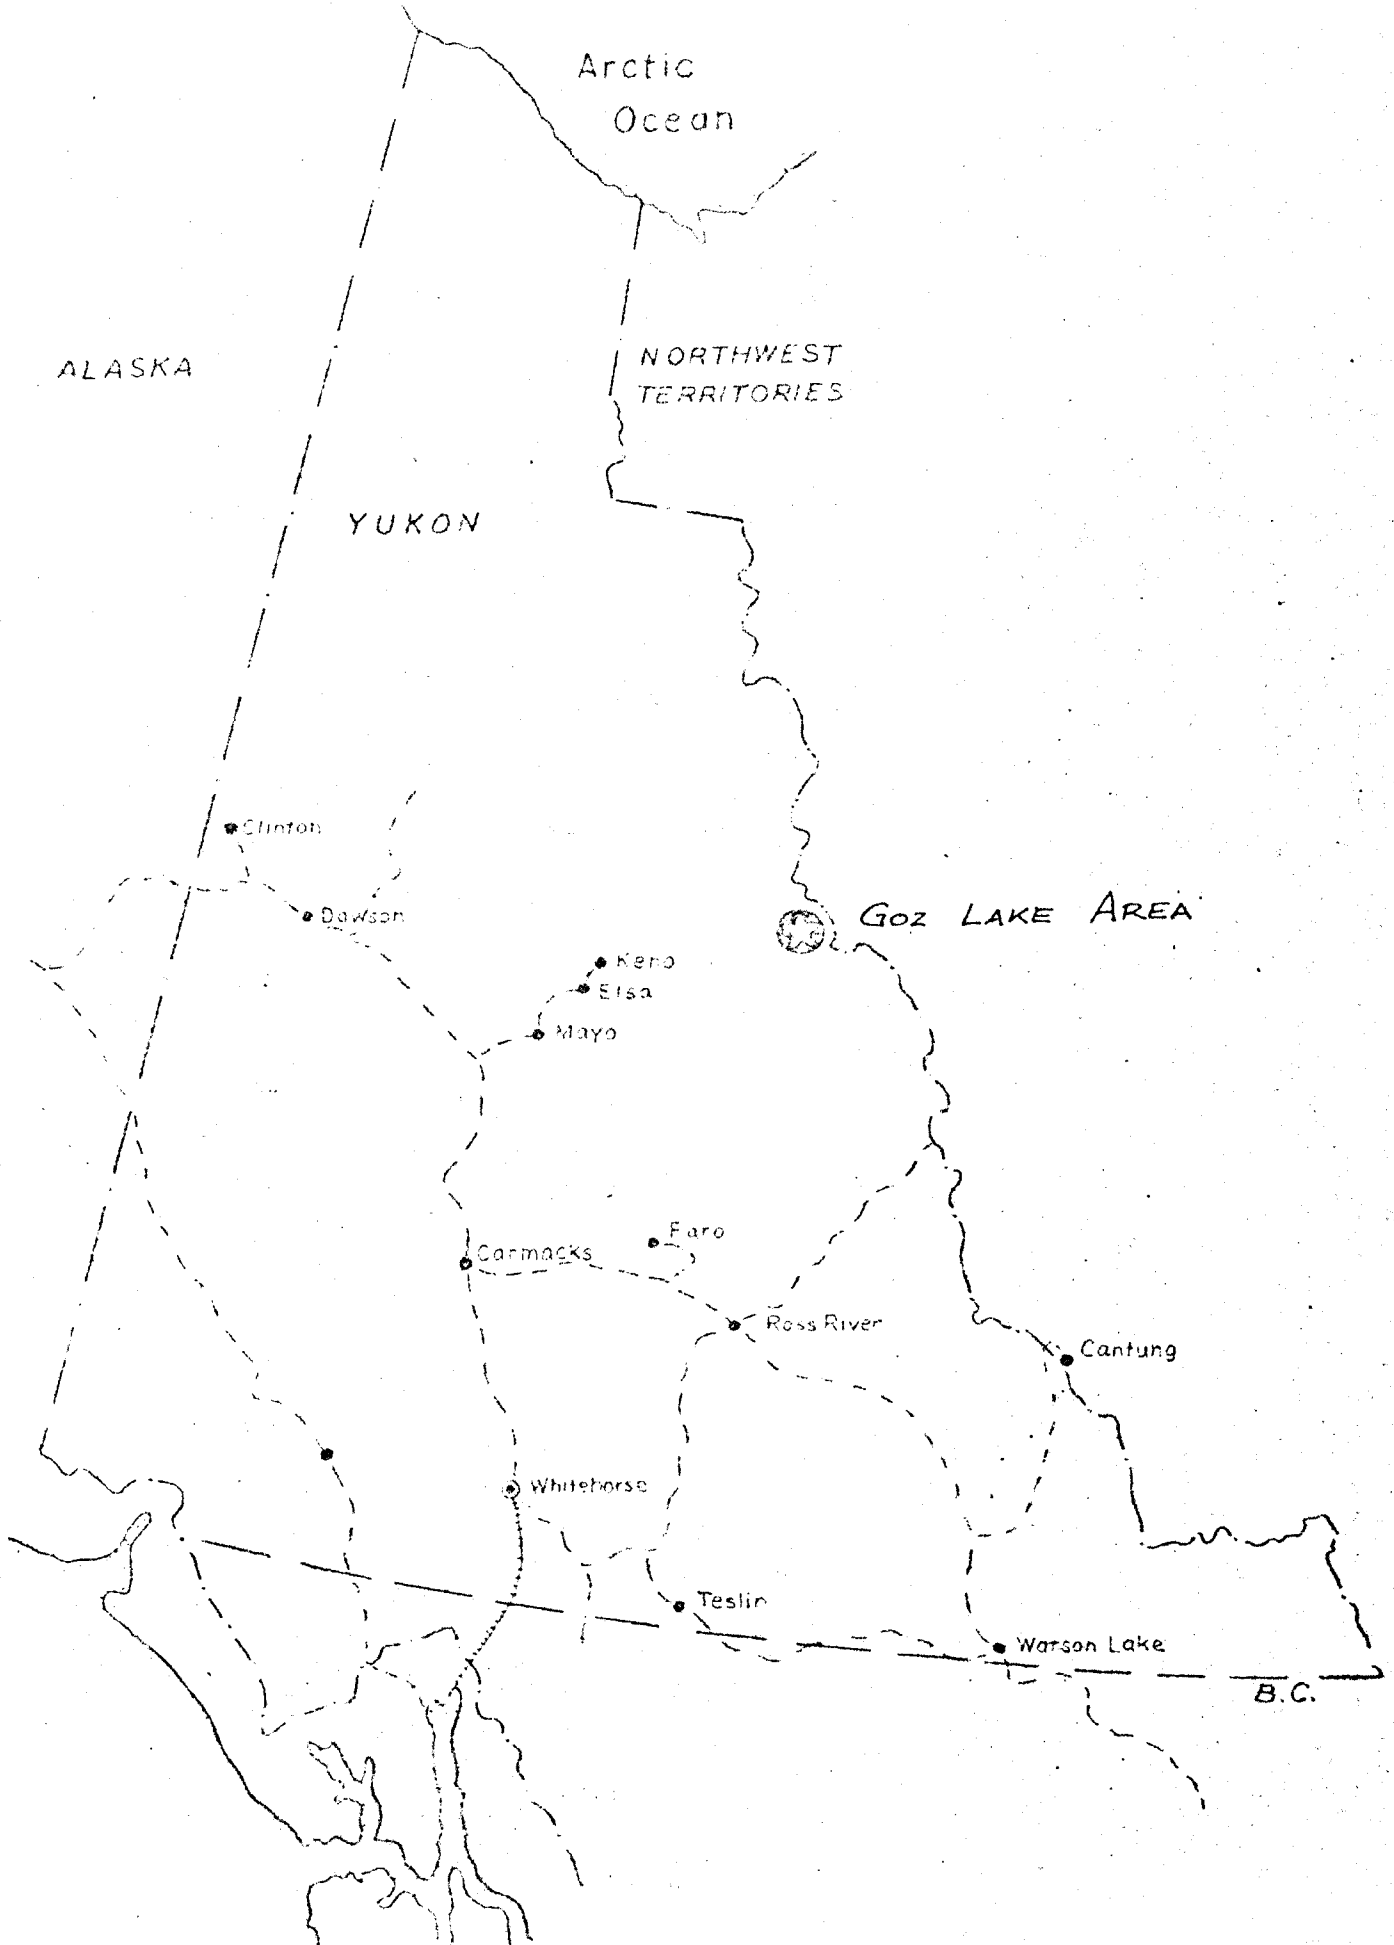 Arctic
Ocean
ALASKA
NORTHWEST
TERRITORIES
YUKON
Clinton
Dawson
GOZ LAKE AREA
Keno
Elsa
Mayo
Faro
Carmacks
Ross River
Cantung
Whitehorse
Teslin
Watson Lake
B.C.